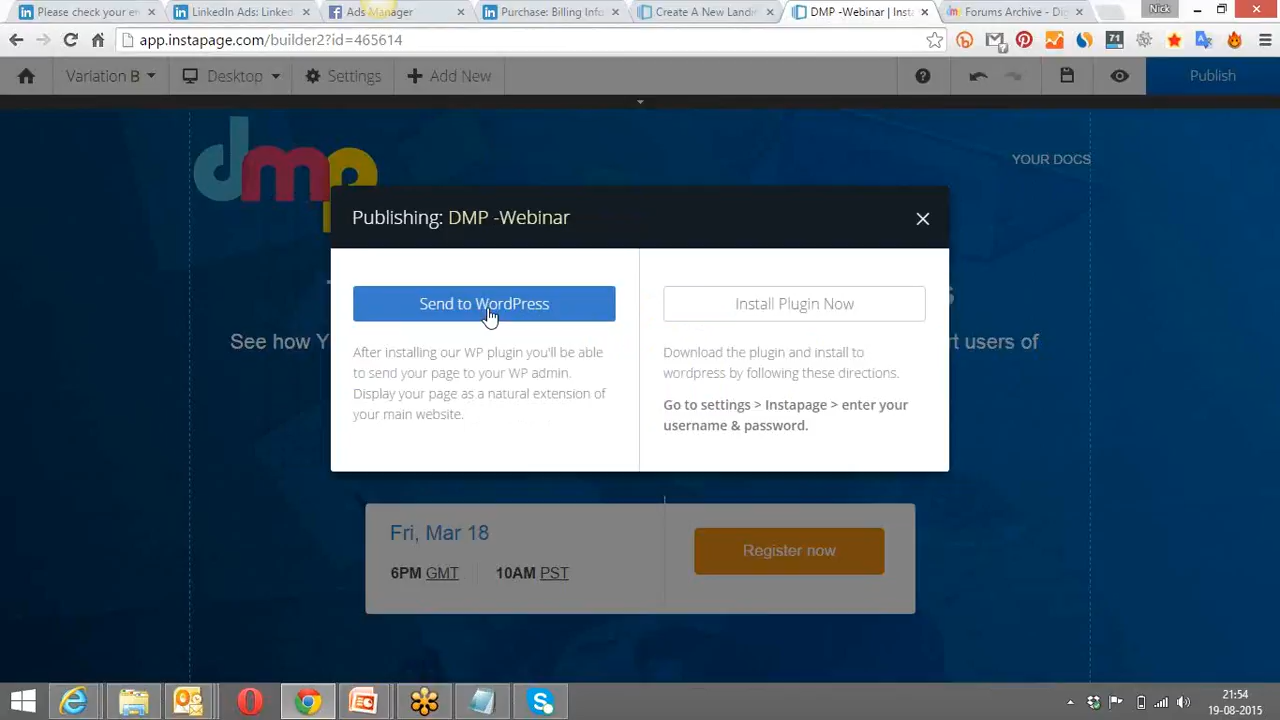 Please check your en
LinkedIn Ads: Linked
Ads Manager
Purchase: Billing Info
Create A New Landi
DMP -Webinar | Insta
Forums Archive - Dig
Nick
app.instapage.com/builder2?id=465614
71
Variation B
Desktop
Settings
Add New
Publish
dmp
YOUR DOCS
Publishing: DMP -Webinar
Send to WordPress
Install Plugin Now
See how Y
rt users of
After installing our WP plugin you'll be able
to send your page to your WP admin.
Display your page as a natural extension of
your main website.
Download the plugin and install to
wordpress by following these directions.
Go to settings > Instapage > enter your
username & password.
Fri, Mar 18
6PM GMT
10AM PST
Register now
21:54
19-08-2015